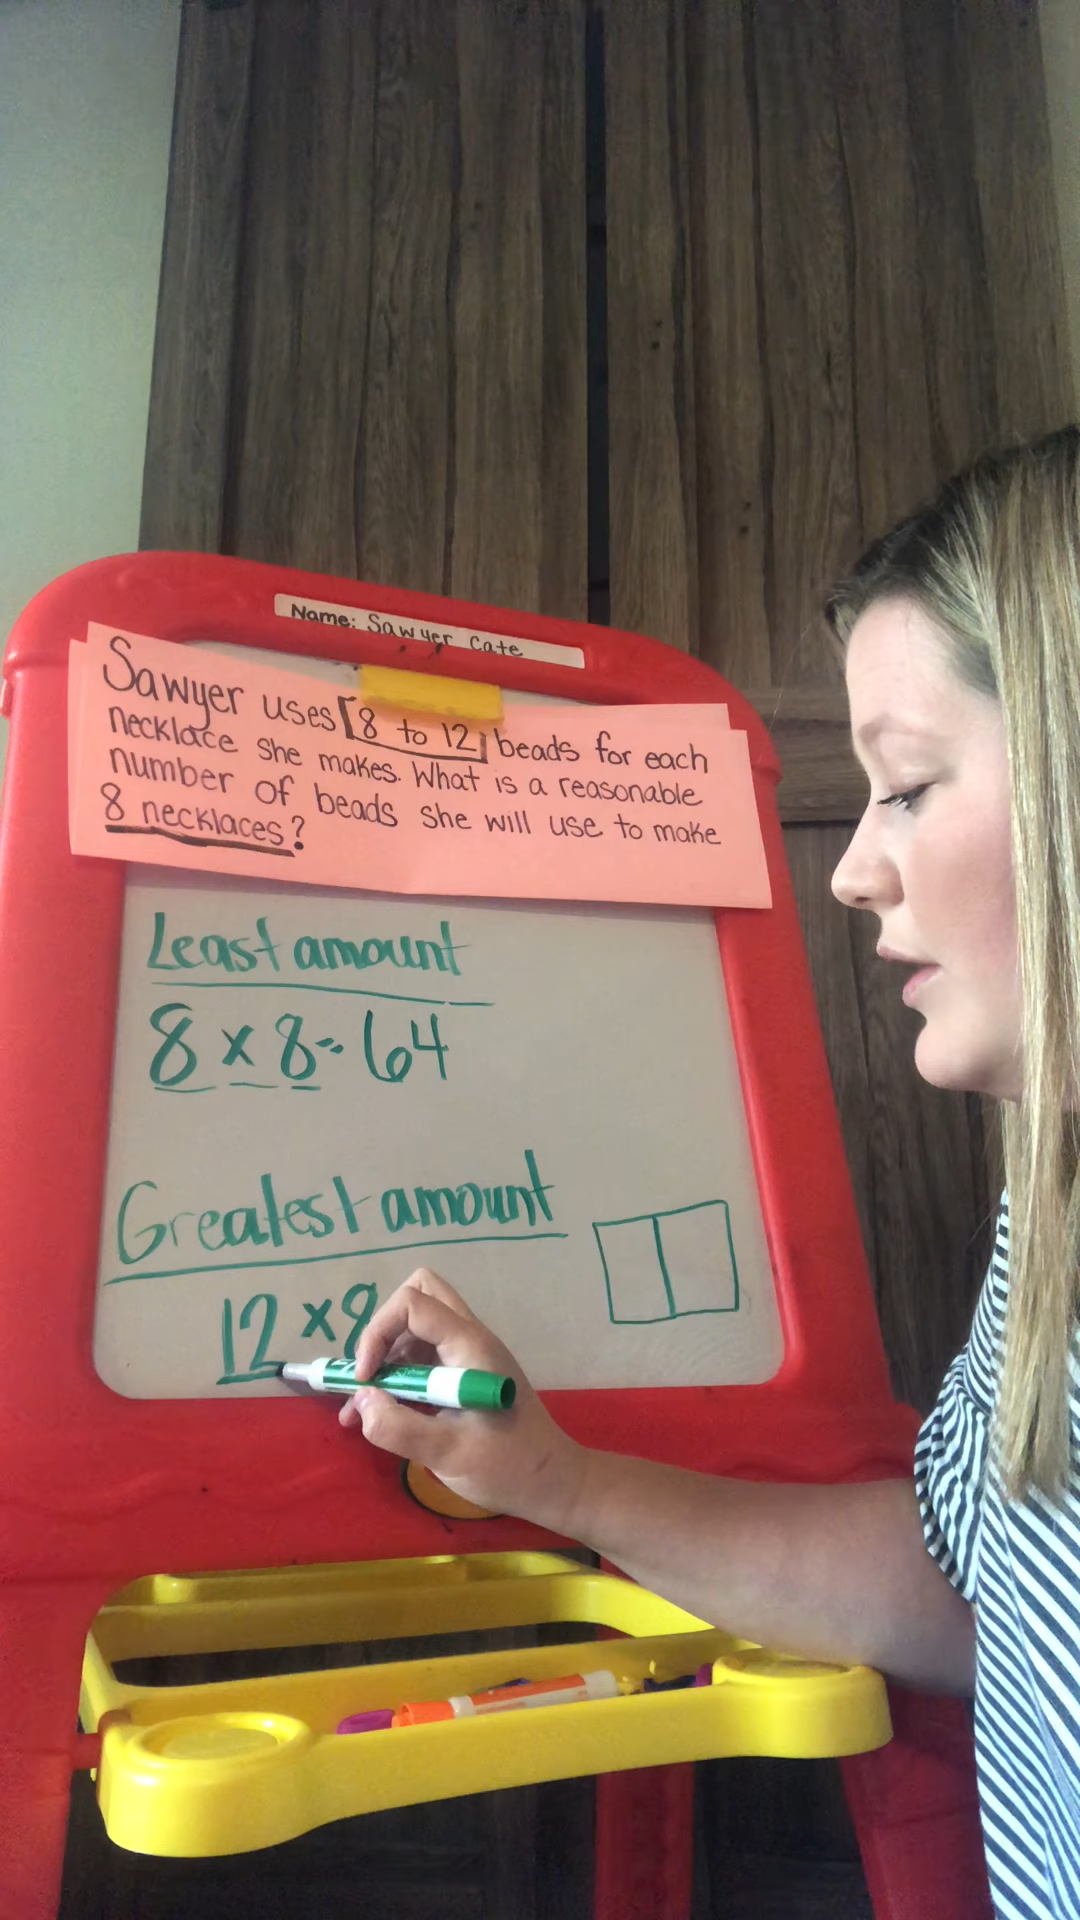 Name: Sawyer Cate
Sawyer uses [8 to 12] beads for each
necklace she makes. What is a reasonable
number of beads she will use to make
8 necklaces?
Least amount
8 x 8 = 64
Greatest amount
12 x 8